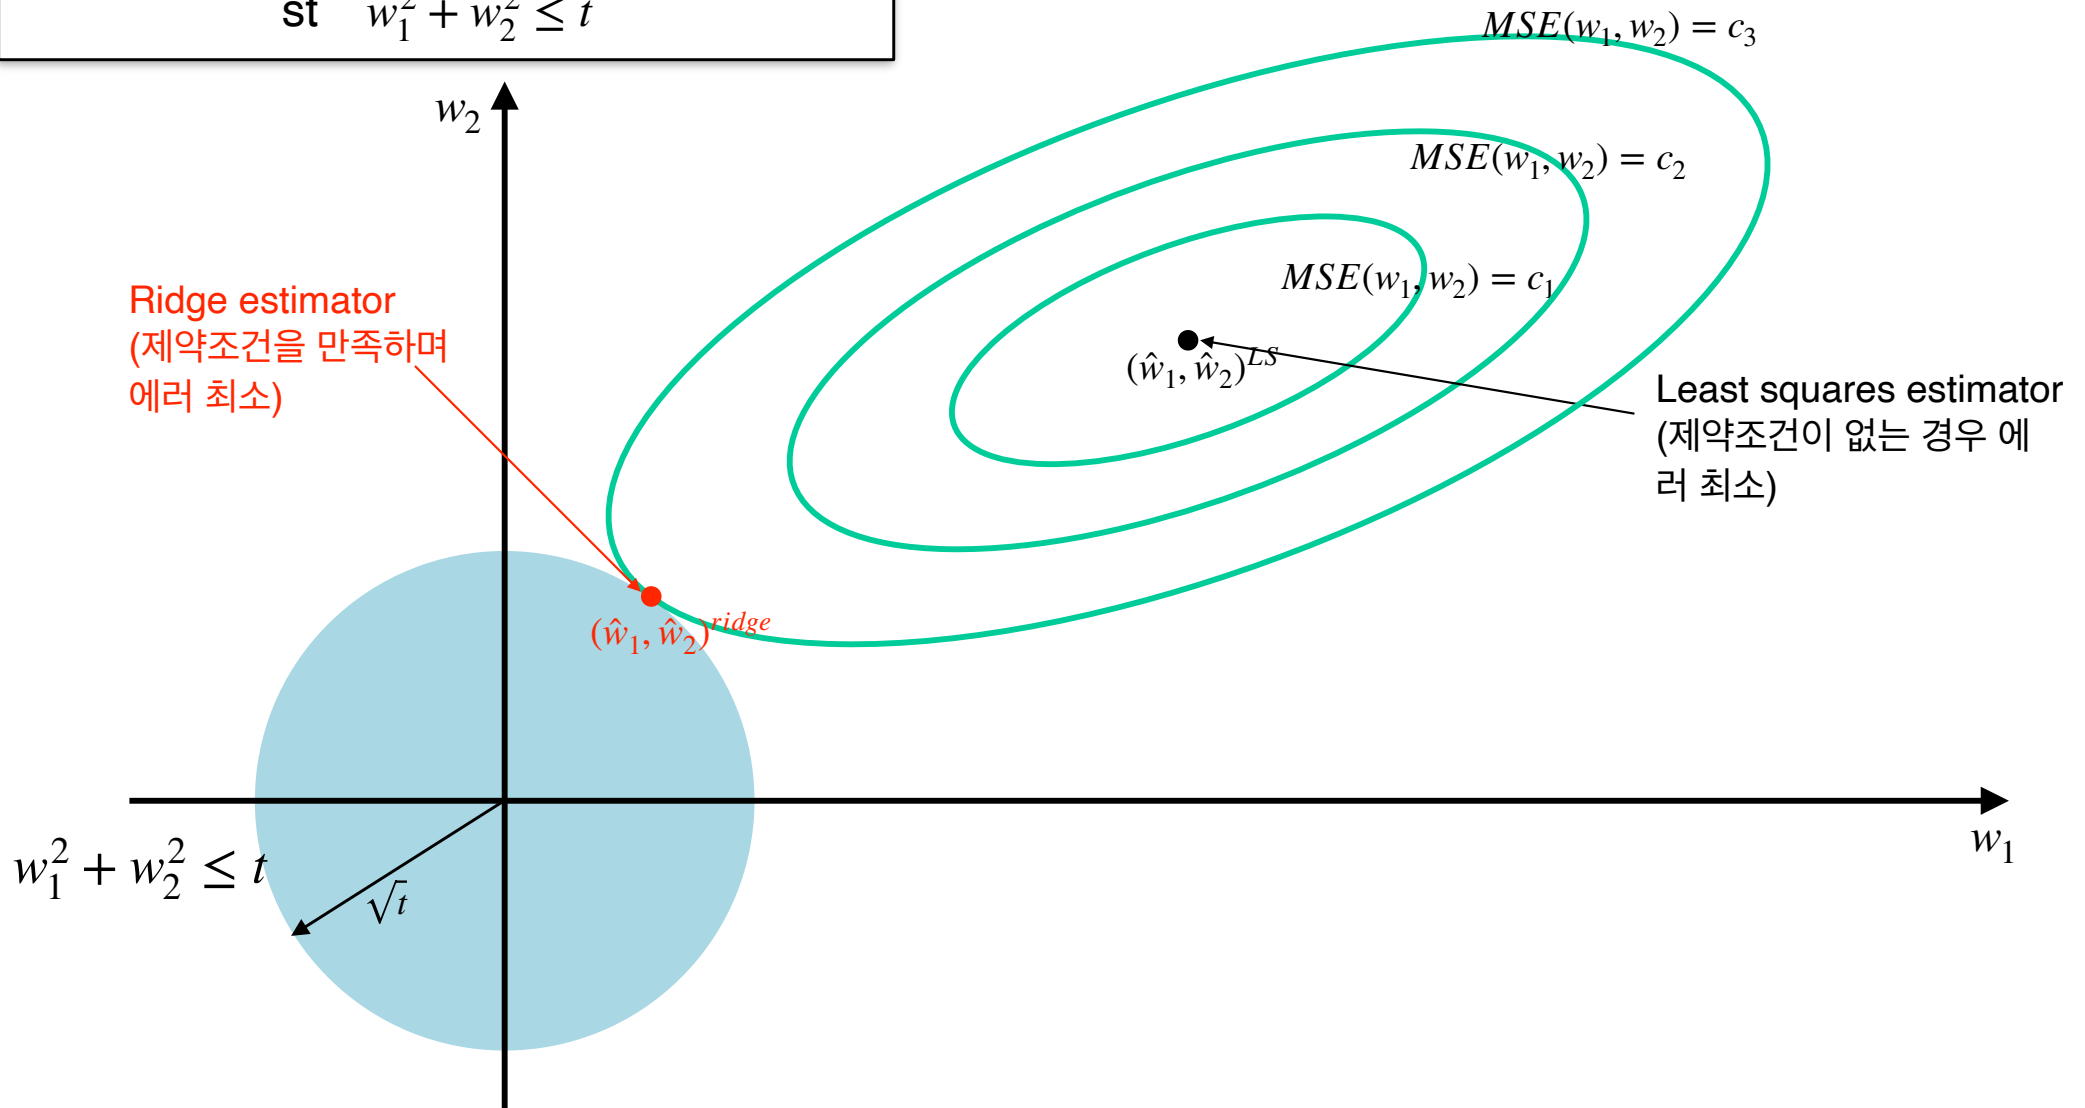 st w₁² + w₂² ≤ t
MSE(w₁, w₂) = c₃
w₂
MSE(w₁, w₂) = c₂
MSE(w₁, w₂) = c₁
Ridge estimator
(제약조건을 만족하며
에러 최소)
(ŵ₁, ŵ₂)ᴸˢ
Least squares estimator
(제약조건이 없는 경우 에
러 최소)
(ŵ₁, ŵ₂)ʳⁱᵈᵍᵉ
w₁
w₁² + w₂² ≤ t
√t